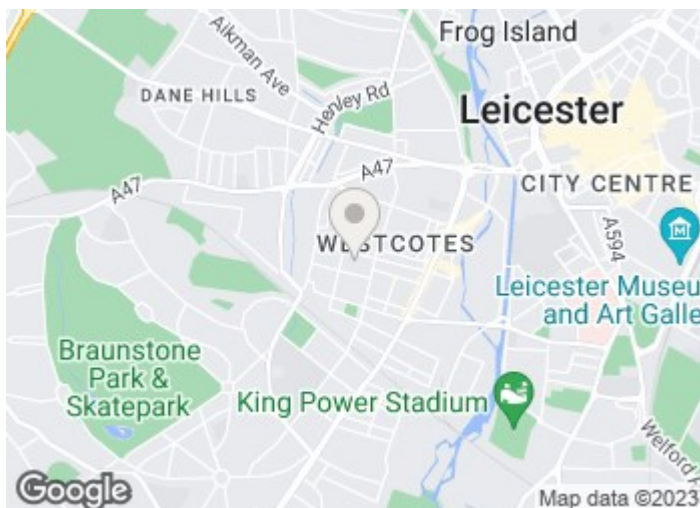 Frog Island
Aikman Ave
DANE HILLS
Henley Rd
Leicester
A47
A47
CITY CENTRE
A594
WESTCOTES
Leicester Museu
and Art Galle
Braunstone
Park &
Skatepark
King Power Stadium
Welford
Google
Map data ©2023